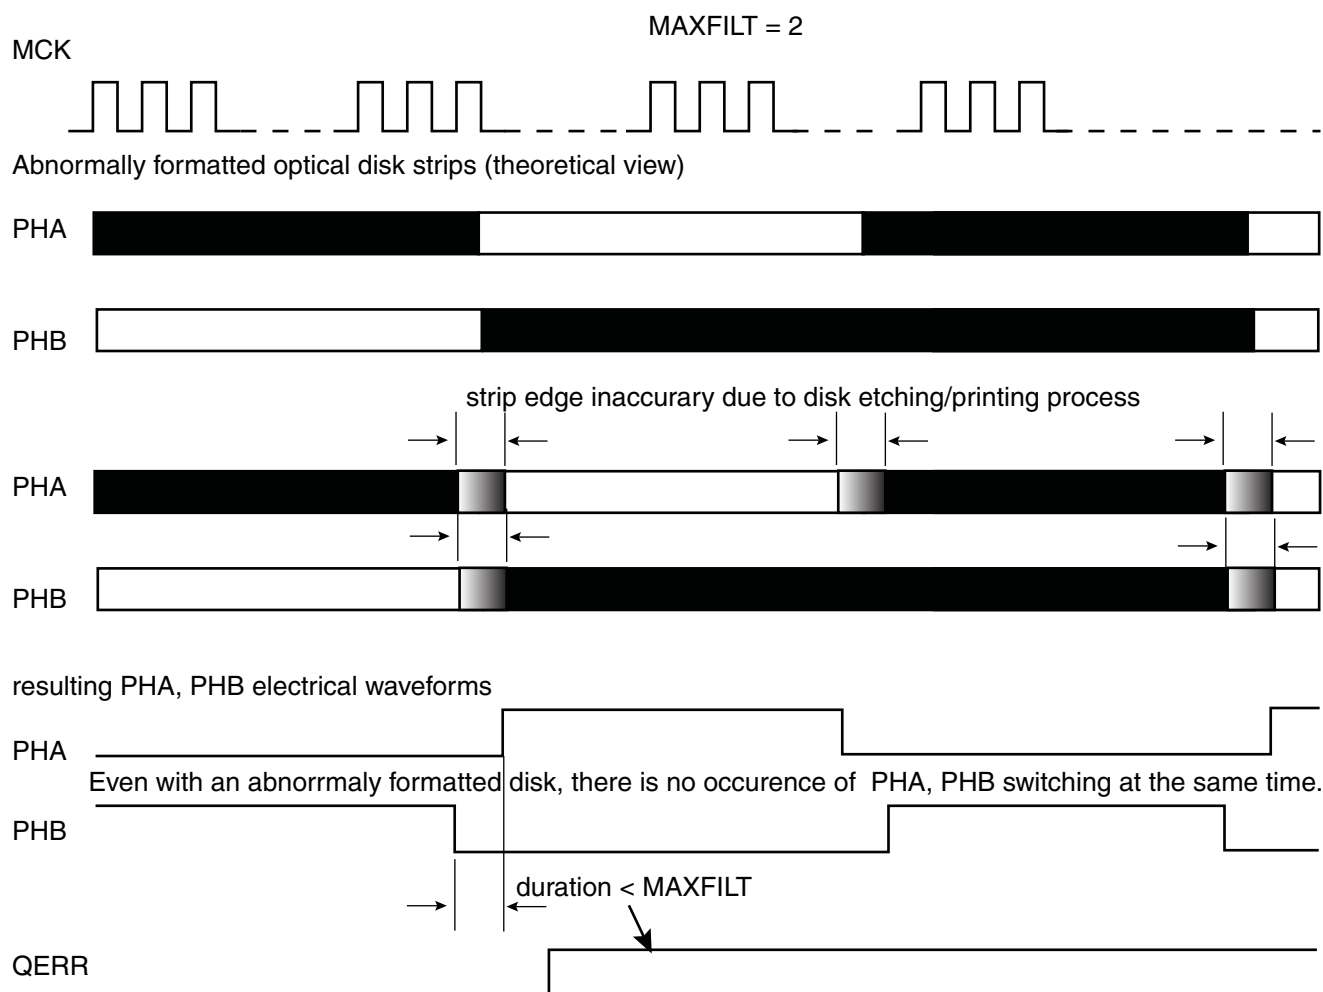 MAXFILT = 2
MCK
Abnormally formatted optical disk strips (theoretical view)
PHA
PHB
strip edge inaccurary due to disk etching/printing process
PHA
PHB
resulting PHA, PHB electrical waveforms
PHA
Even with an abnorrmaly formatted disk, there is no occurence of PHA, PHB switching at the same time.
PHB
duration < MAXFILT
QERR